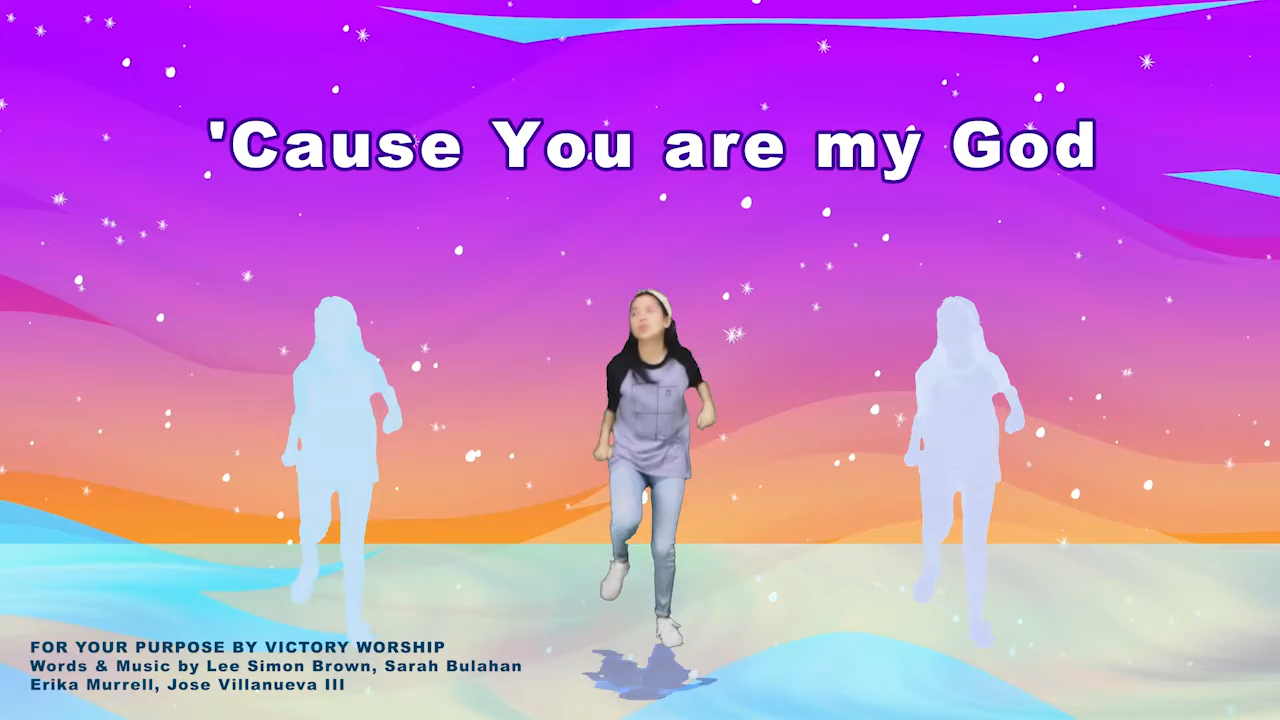 'Cause You are my God
FOR YOUR PURPOSE BY VICTORY WORSHIP
Words & Music by Lee Simon Brown, Sarah Bulahan
Erika Murrell, Jose Villanueva III